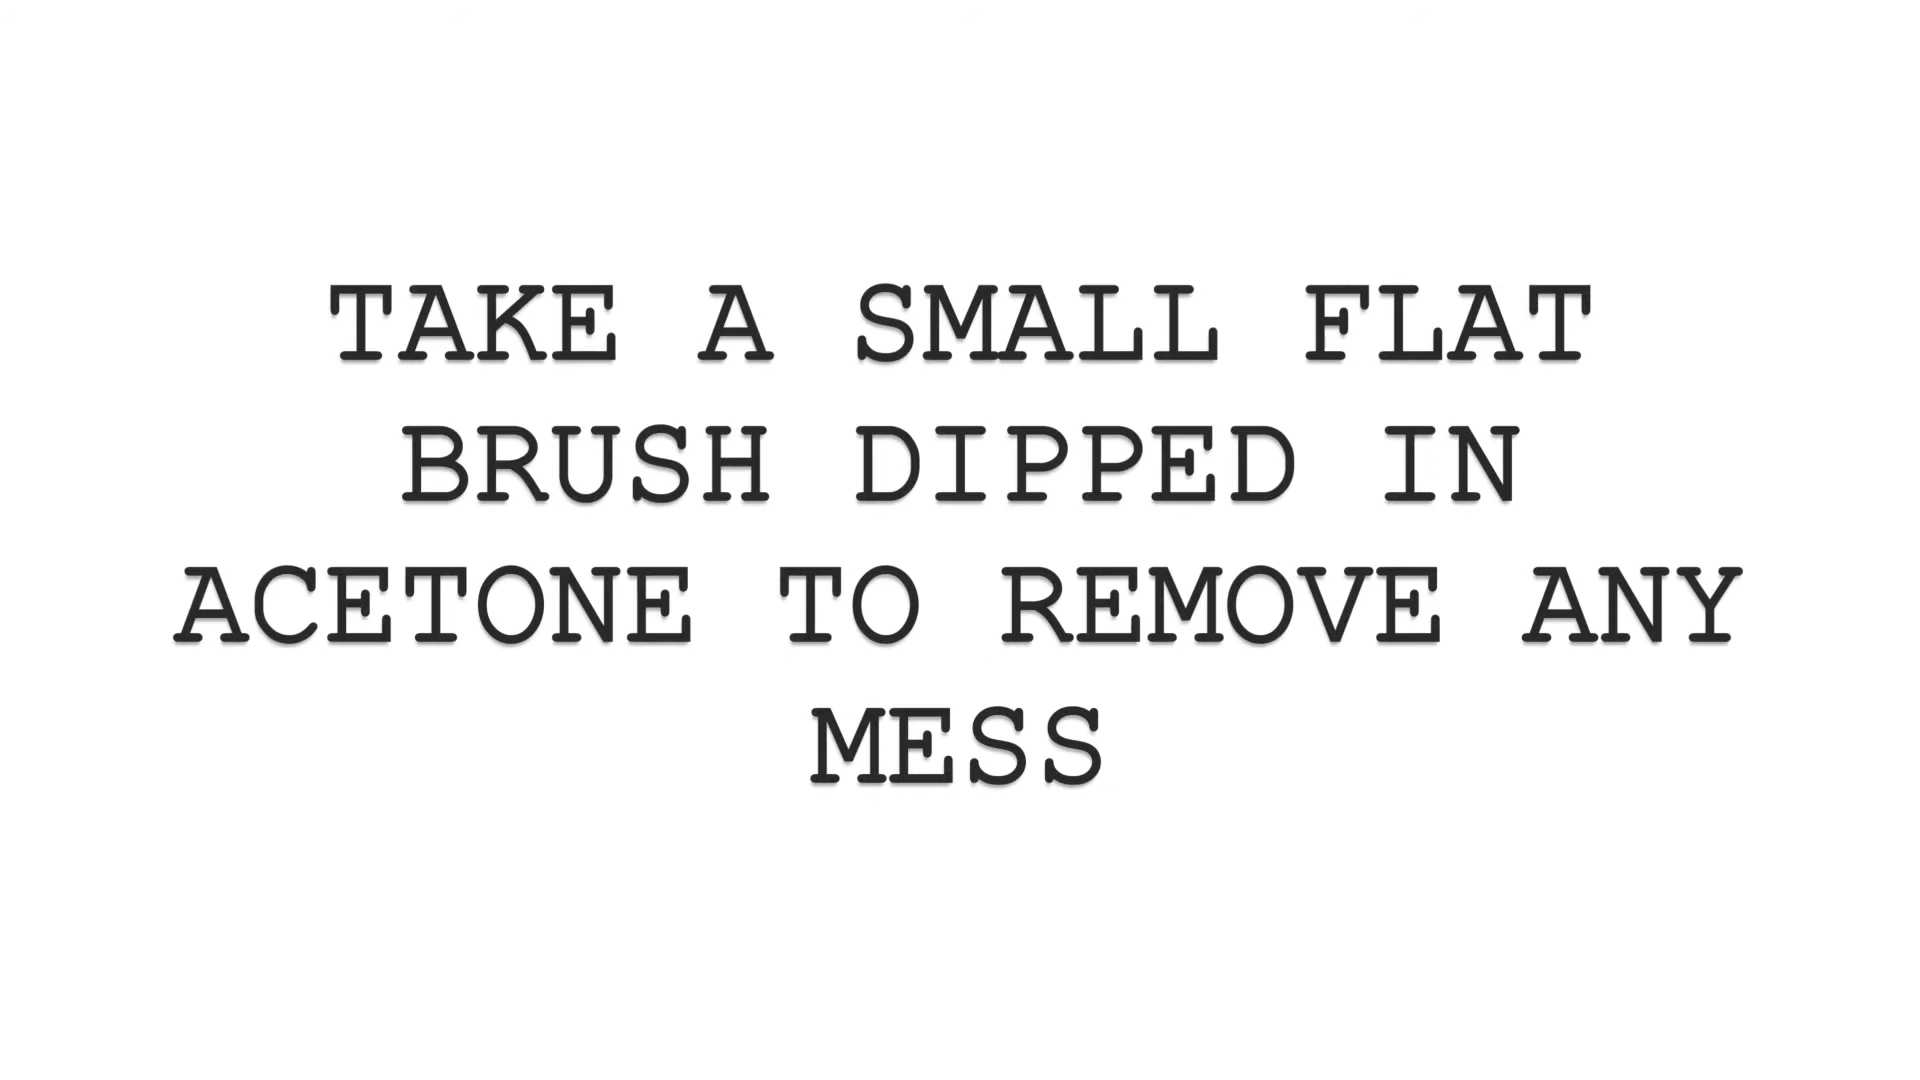 TAKE A SMALL FLAT
BRUSH DIPPED IN
ACETONE TO REMOVE ANY
MESS